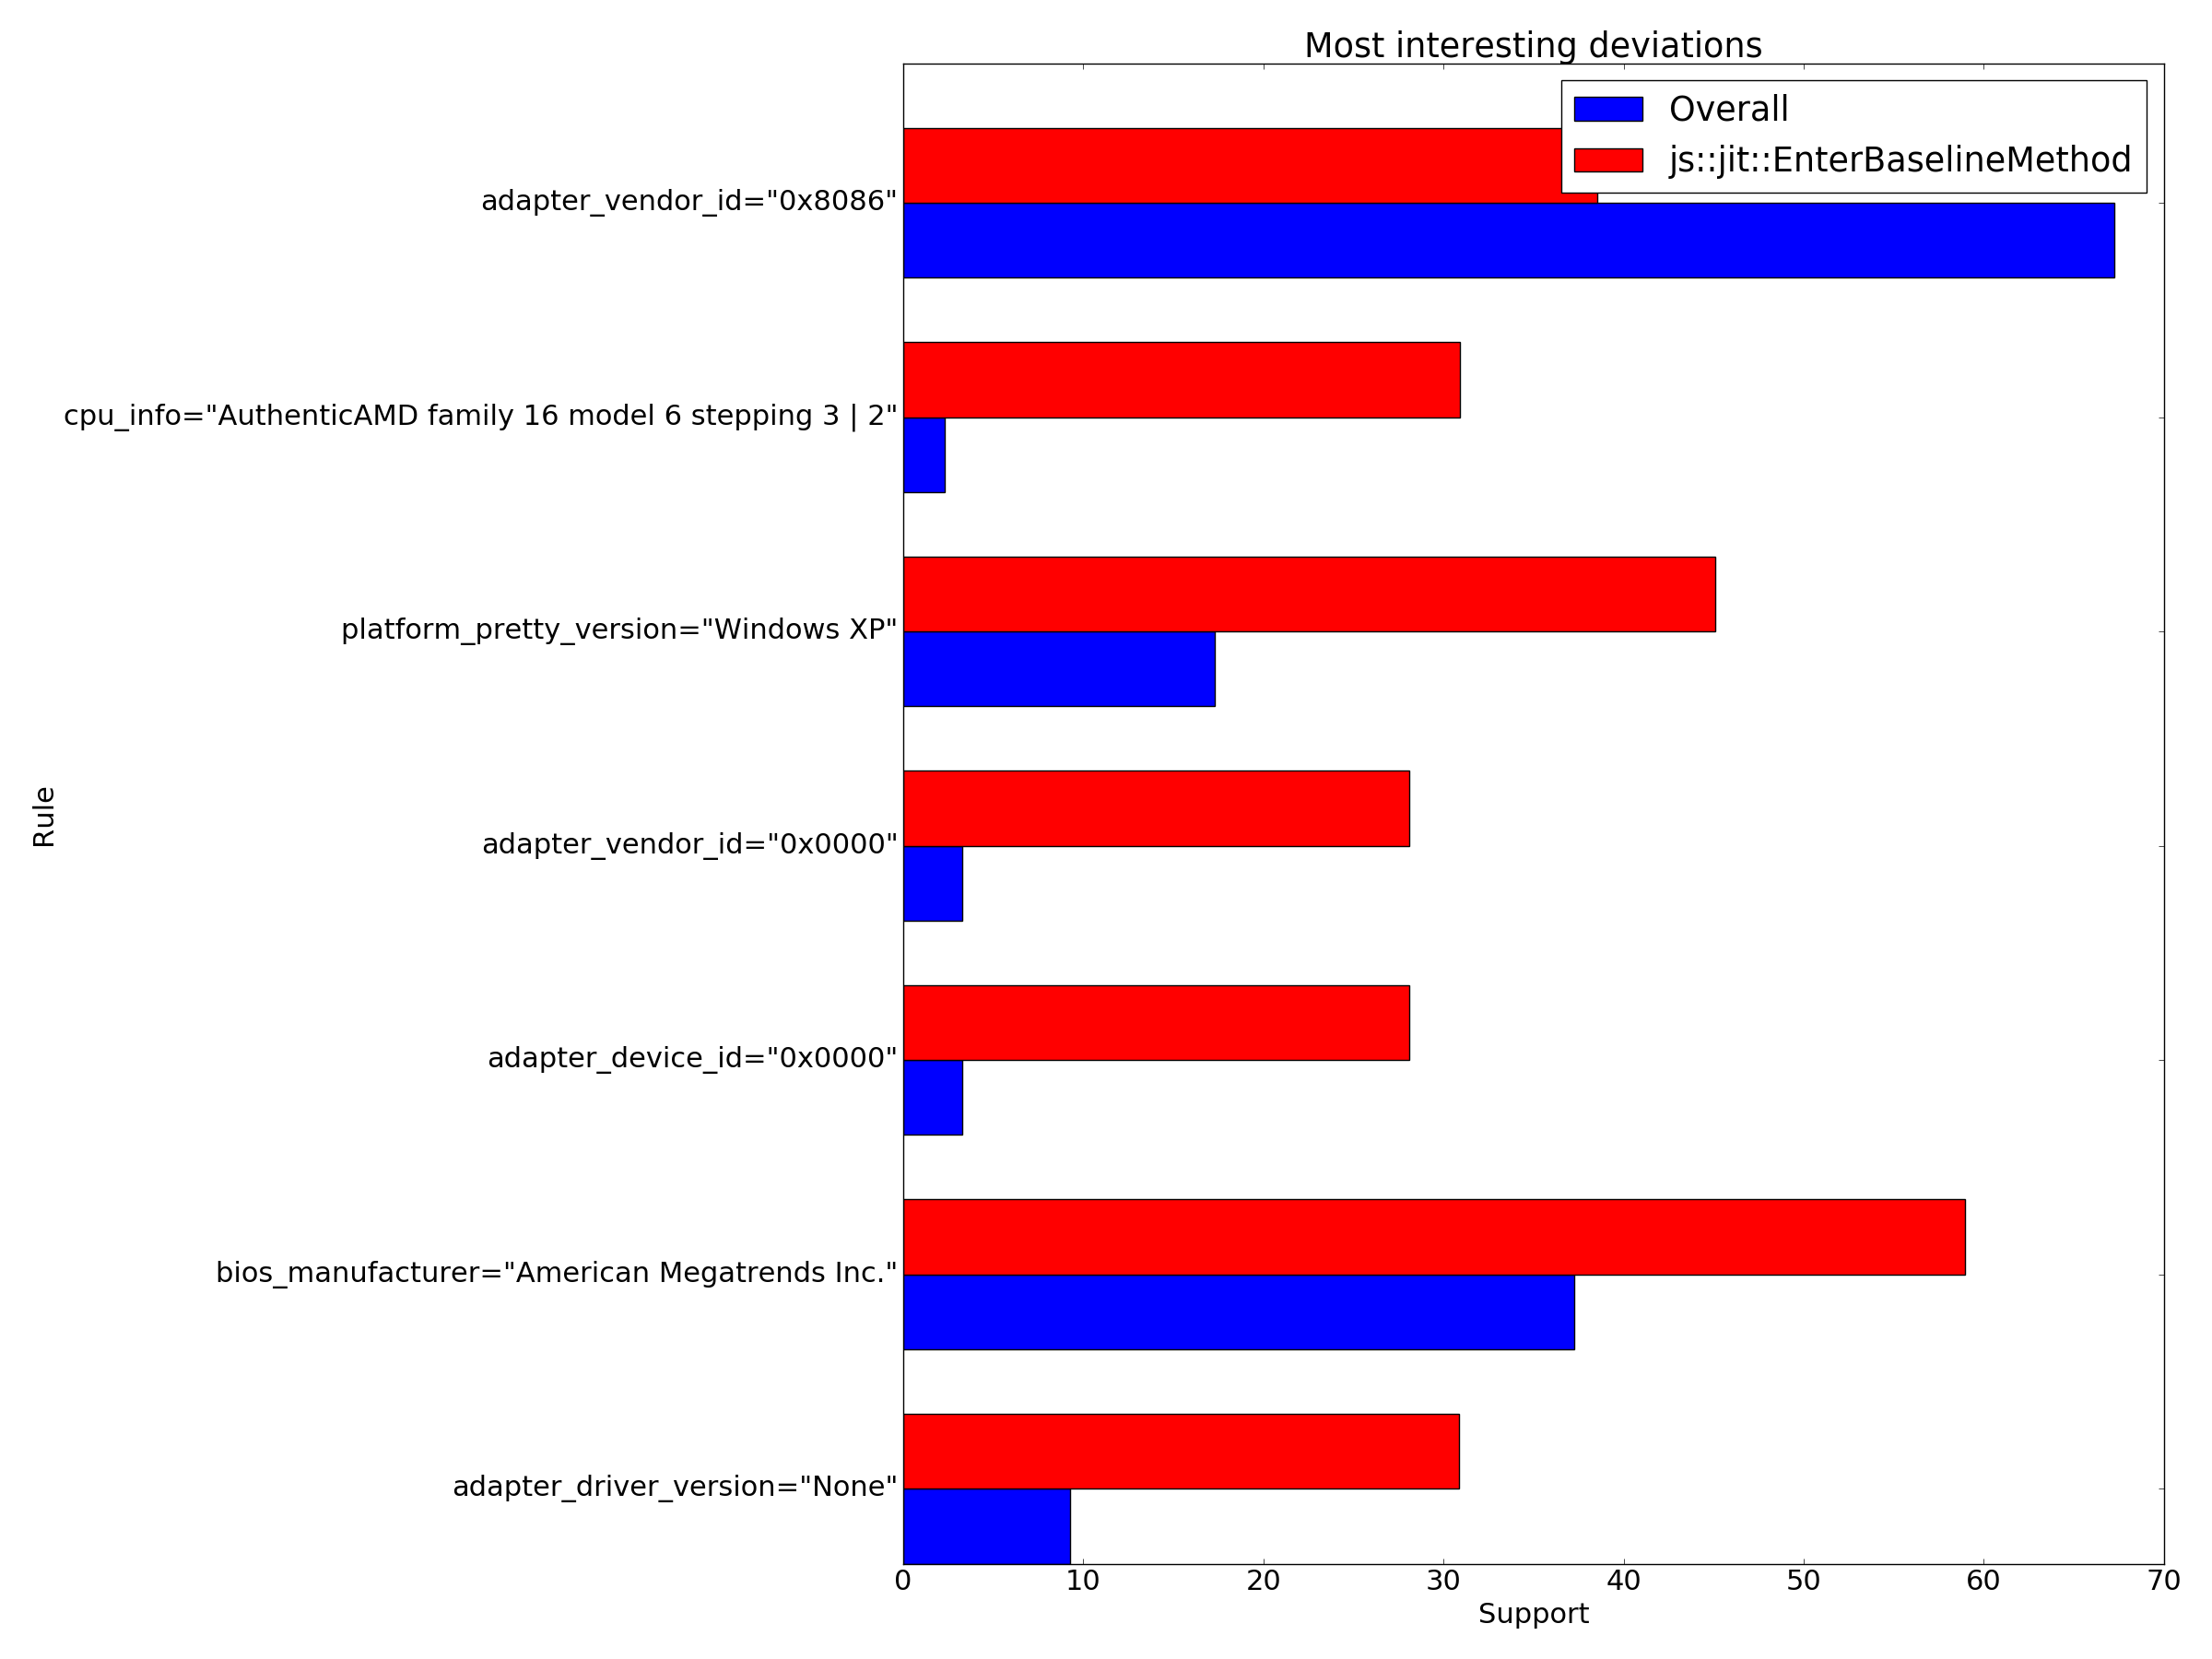 Most interesting deviations
Overall
js::jit::EnterBaselineMethod
adapter_vendor_id="0x8086"
cpu_info="AuthenticAMD family 16 model 6 stepping 3 | 2"
platform_pretty_version="Windows XP"
adapter_vendor_id="0x0000"
Rule
adapter_device_id="0x0000"
bios_manufacturer="American Megatrends Inc."
adapter_driver_version="None"
0 10 20 30 40 50 60 70
Support